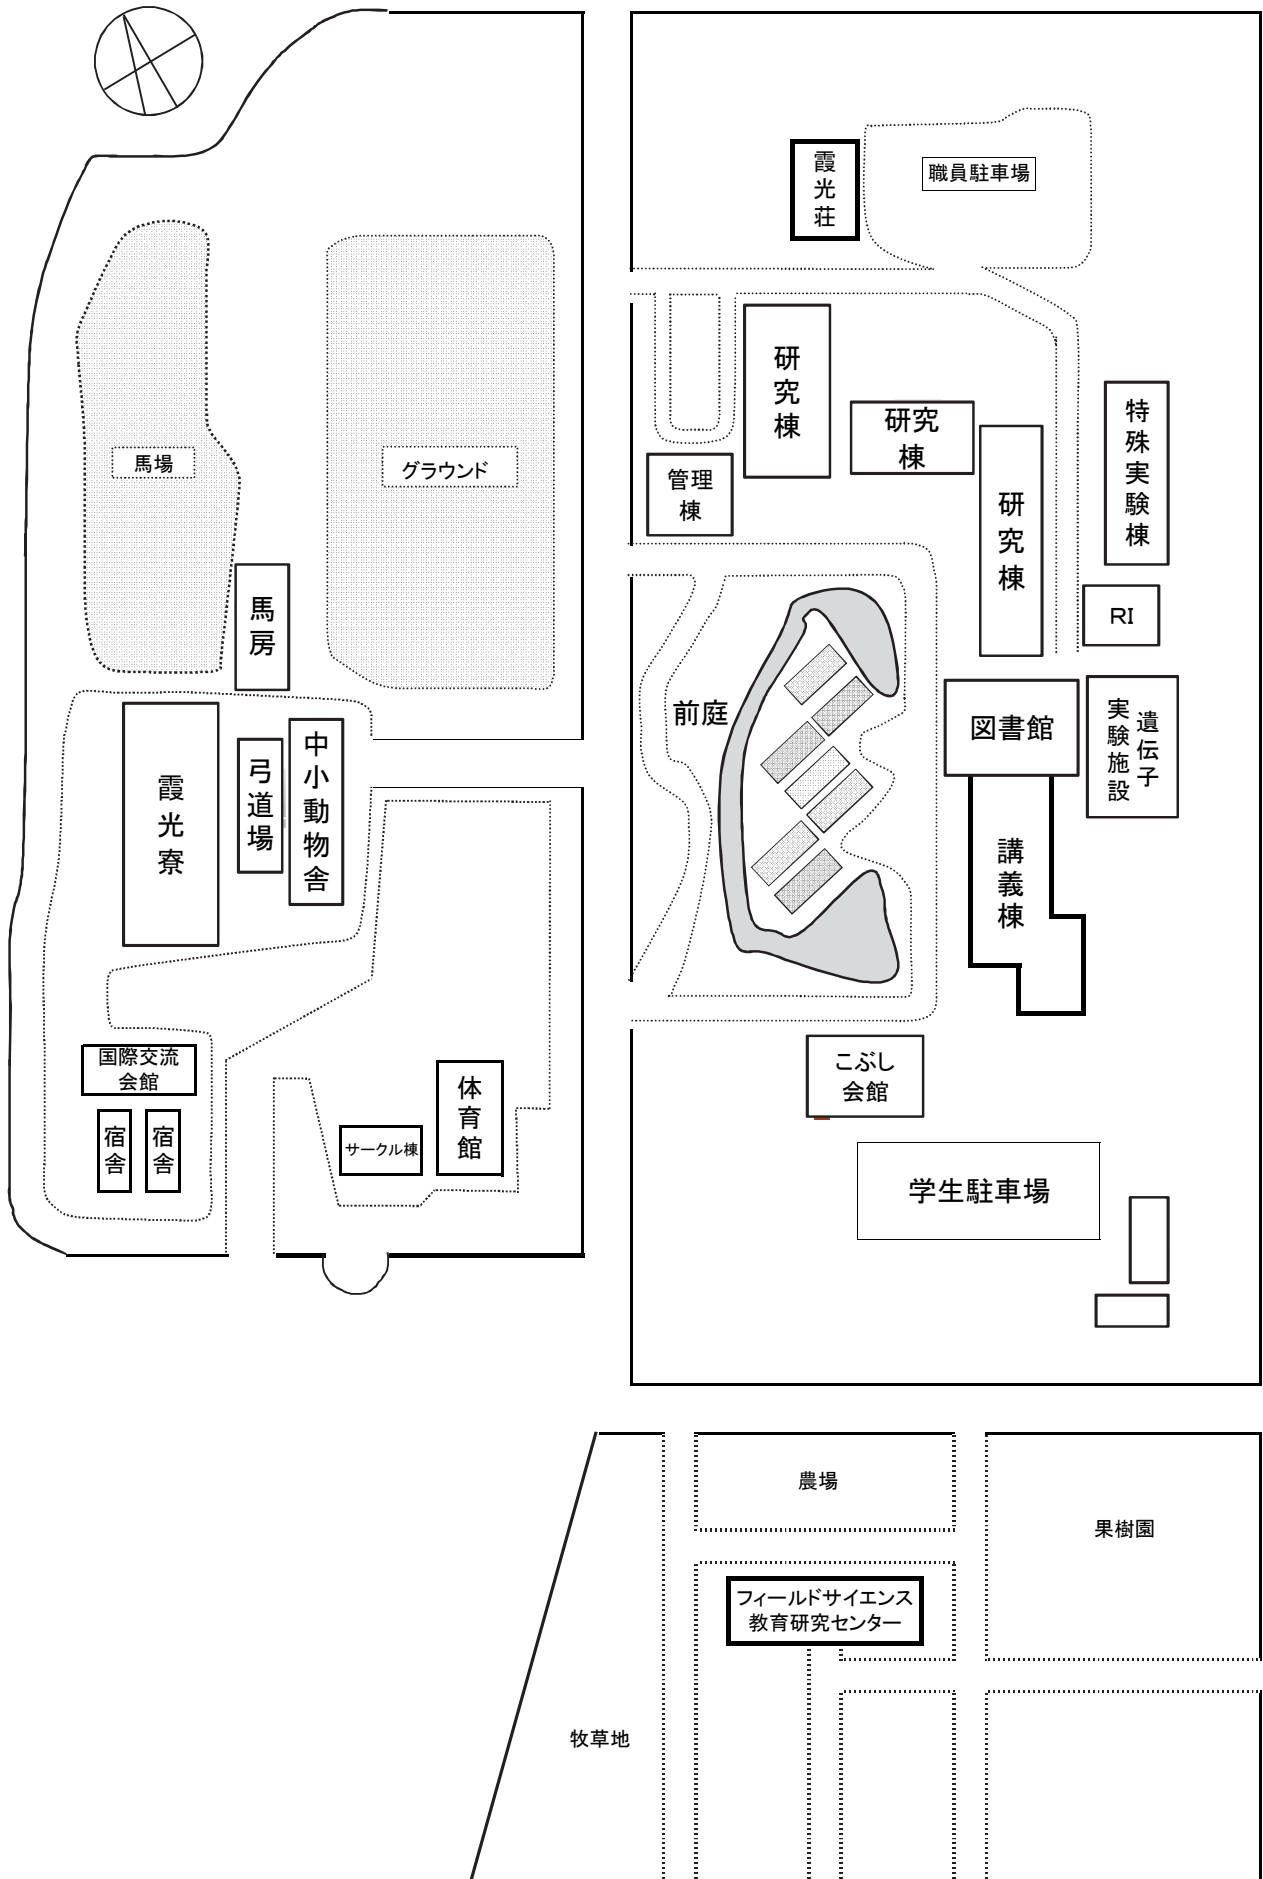 霞光荘
職員駐車場
研究棟
研究
棟
特殊実験棟
馬場
グラウンド
管理
棟
研究棟
馬房
RI
前庭
図書館
遺伝子
実験施設
霞光寮
弓道場
中小動物舎
講義棟
国際交流
会館
こぶし
会館
体育館
宿舎
宿舎
サークル棟
学生駐車場
農場
果樹園
フィールドサイエンス
教育研究センター
牧草地